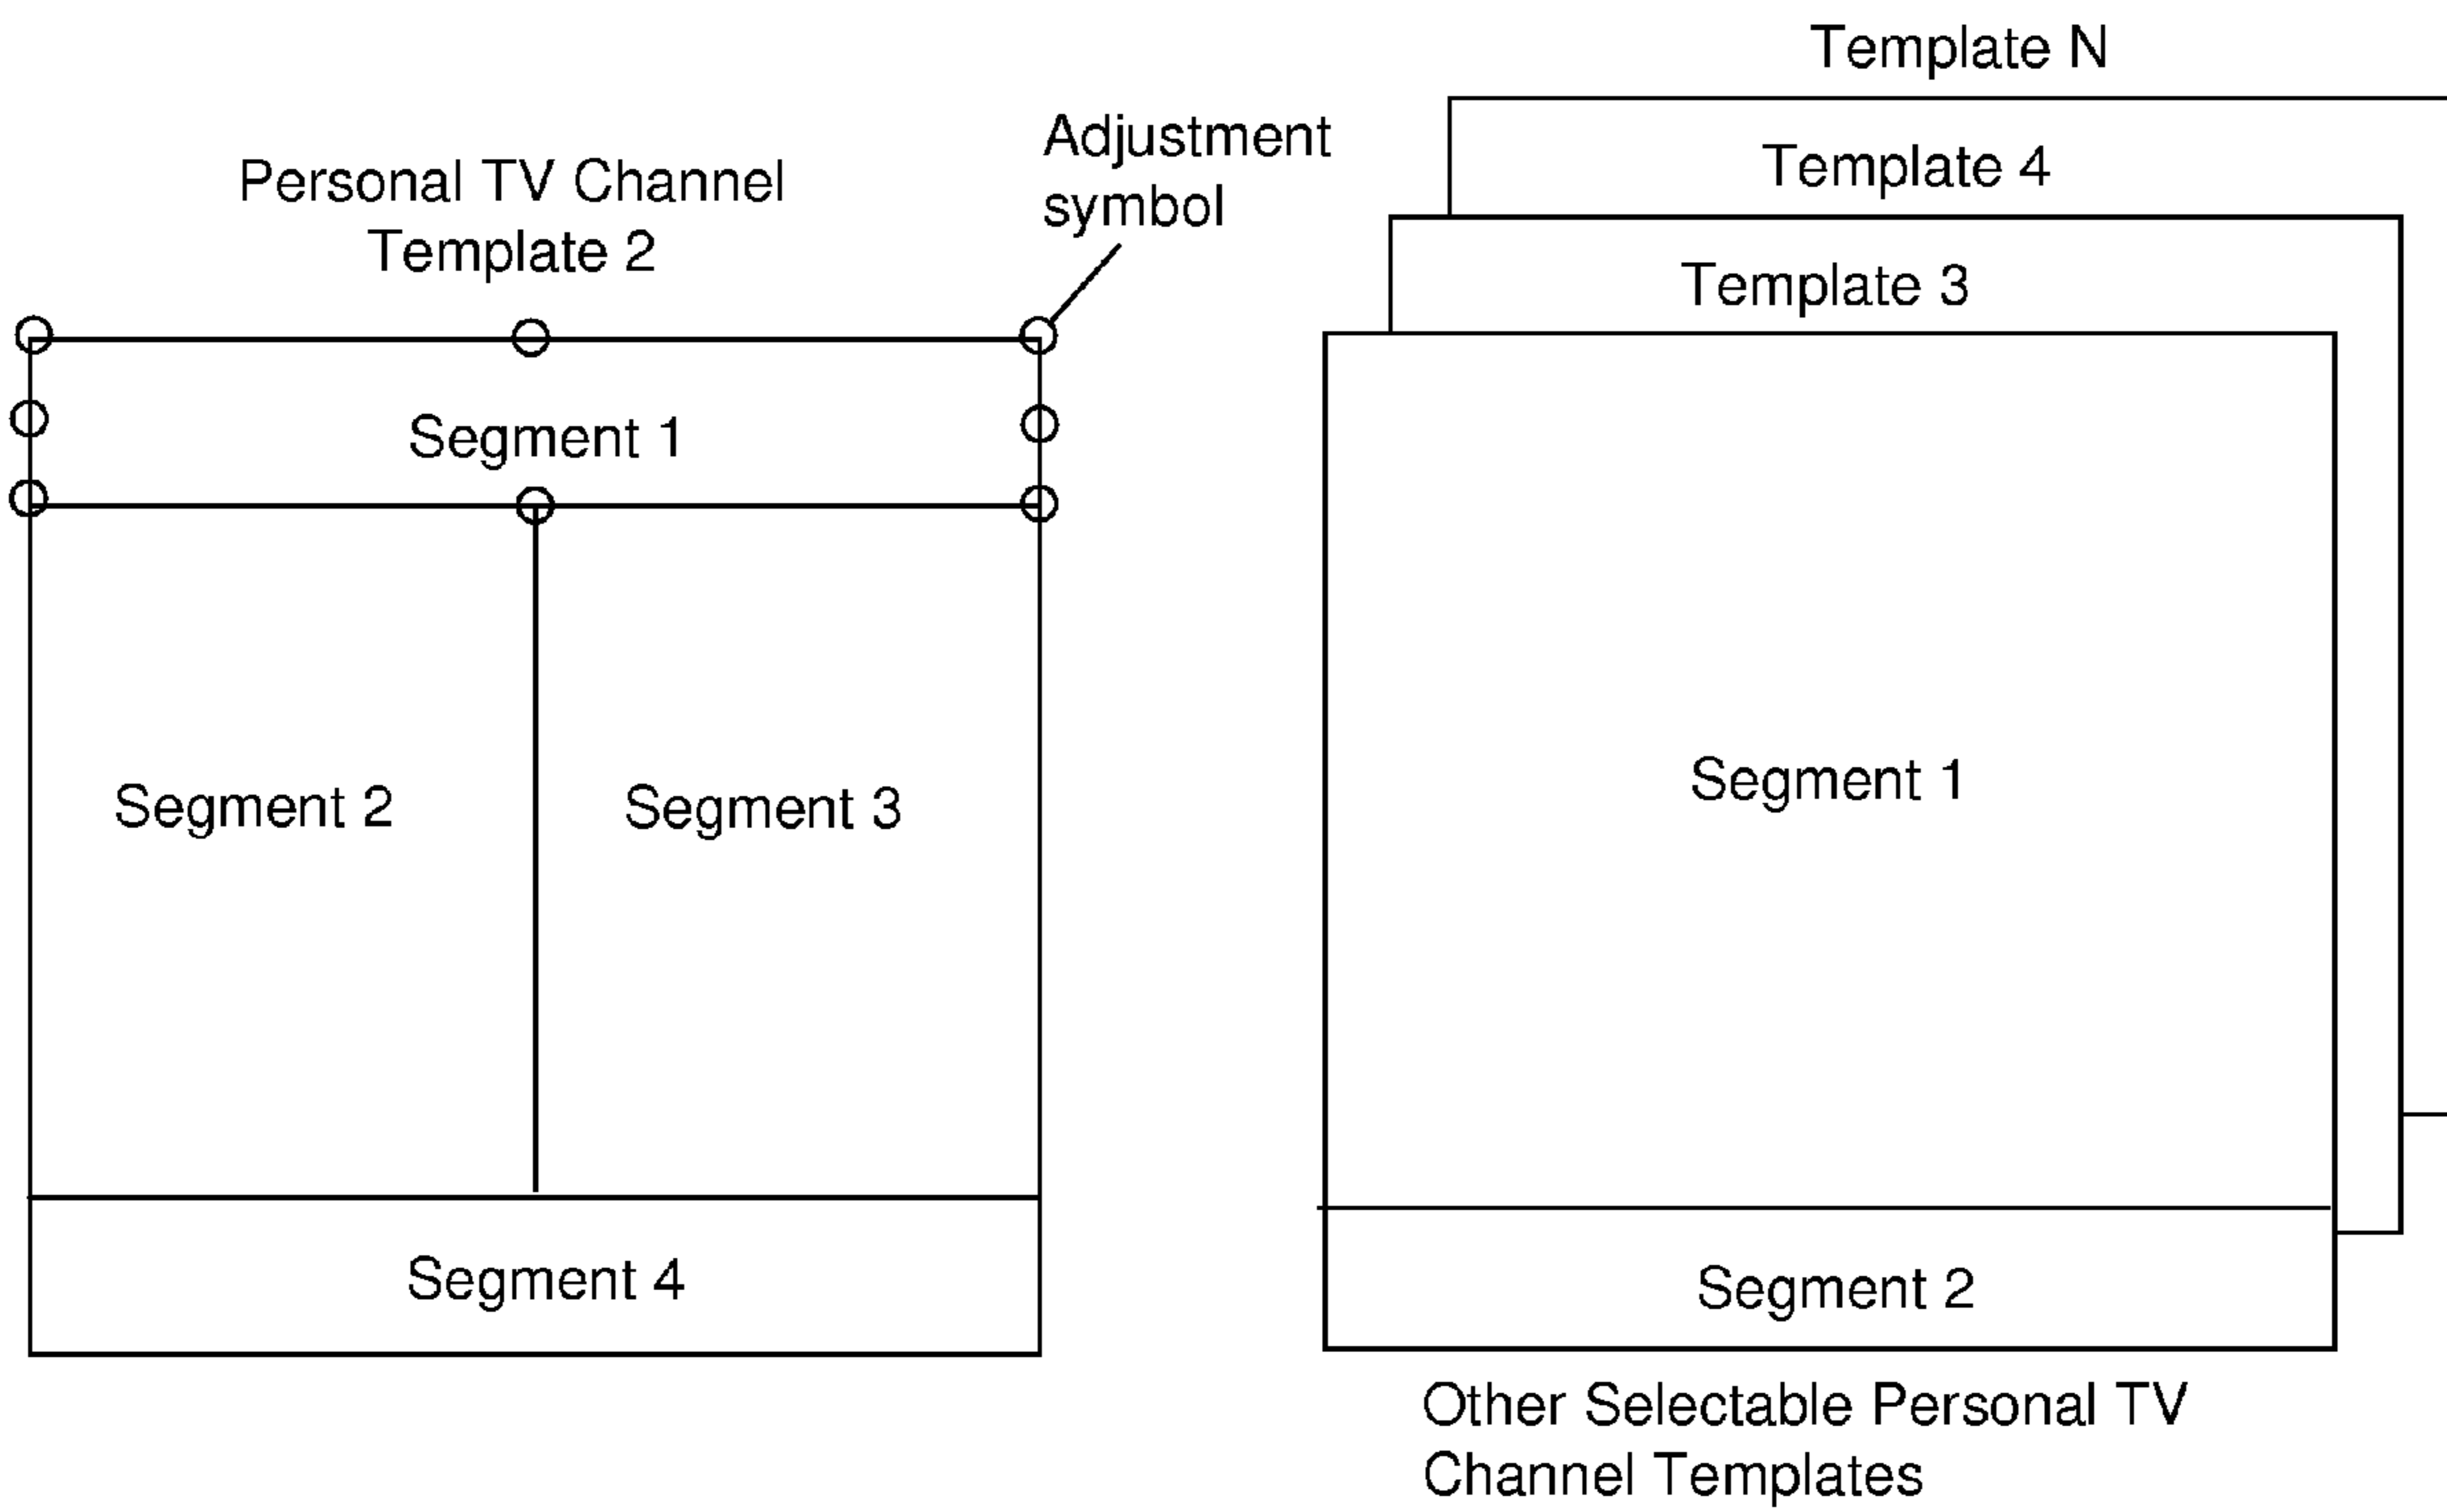 Personal TV Channel
Template 2
Adjustment
symbol
Segment 1
Segment 2
Segment 3
Segment 4
Template N
Template 4
Template 3
Segment 1
Segment 2
Other Selectable Personal TV
Channel Templates